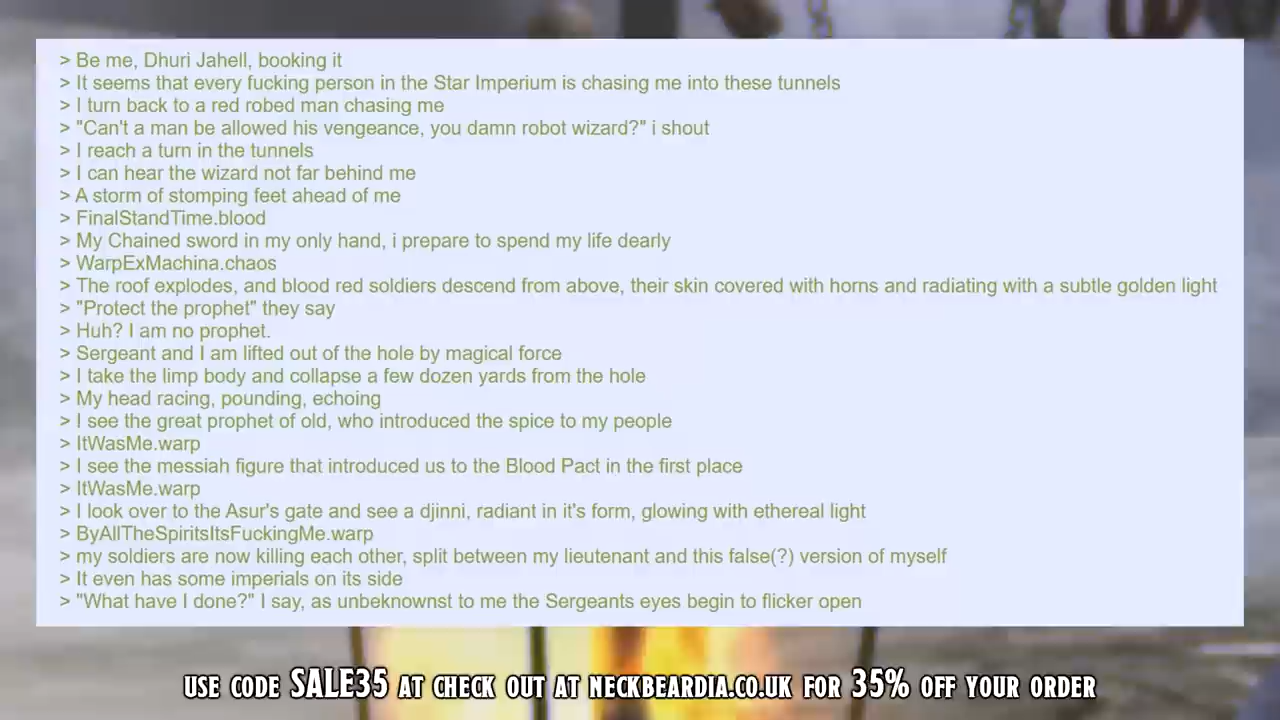 > Be me, Dhuri Jahell, booking it
> It seems that every fucking person in the Star Imperium is chasing me into these tunnels
> I turn back to a red robed man chasing me
> "Can't a man be allowed his vengeance, you damn robot wizard?" i shout
> I reach a turn in the tunnels
> I can hear the wizard not far behind me
> A storm of stomping feet ahead of me
> FinalStandTime.blood
> My Chained sword in my only hand, i prepare to spend my life dearly
> WarpExMachina.chaos
> The roof explodes, and blood red soldiers descend from above, their skin covered with horns and radiating with a subtle golden light
> "Protect the prophet" they say
> Huh? I am no prophet.
> Sergeant and I am lifted out of the hole by magical force
> I take the limp body and collapse a few dozen yards from the hole
> My head racing, pounding, echoing
> I see the great prophet of old, who introduced the spice to my people
> ItWasMe.warp
> I see the messiah figure that introduced us to the Blood Pact in the first place
> ItWasMe.warp
> I look over to the Asur's gate and see a djinni, radiant in it's form, glowing with ethereal light
> ByAllTheSpiritsItsFuckingMe.warp
> my soldiers are now killing each other, split between my lieutenant and this false(?) version of myself
> It even has some imperials on its side
> "What have I done?" I say, as unbeknownst to me the Sergeants eyes begin to flicker open
USE CODE SALE35 AT CHECK OUT AT NECKBEARDIA.CO.UK FOR 35% OFF YOUR ORDER